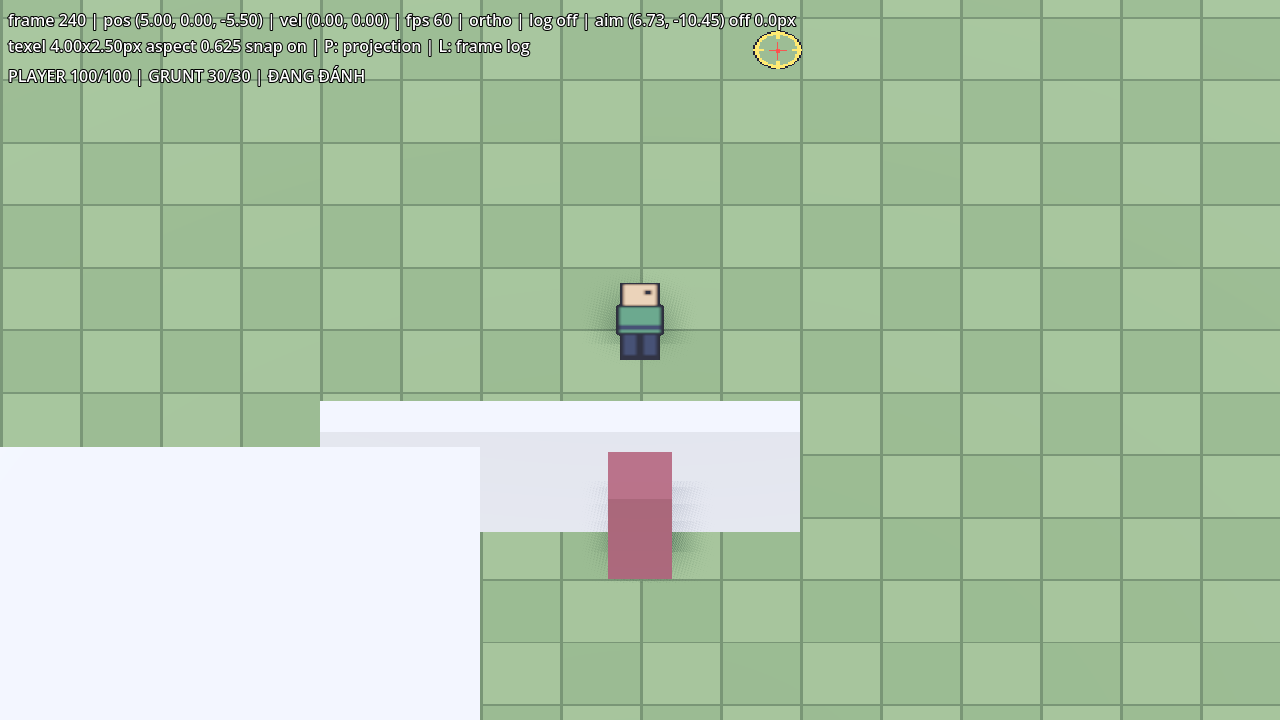 frame 240 | pos (5.00, 0.00, -5.50) | vel (0.00, 0.00) | fps 60 | ortho | log off | aim (6.73, -10.45) off 0.0px
texel 4.00x2.50px aspect 0.625 snap on | P: projection | L: frame log
PLAYER 100/100 | GRUNT 30/30 | ĐANG ĐÁNH